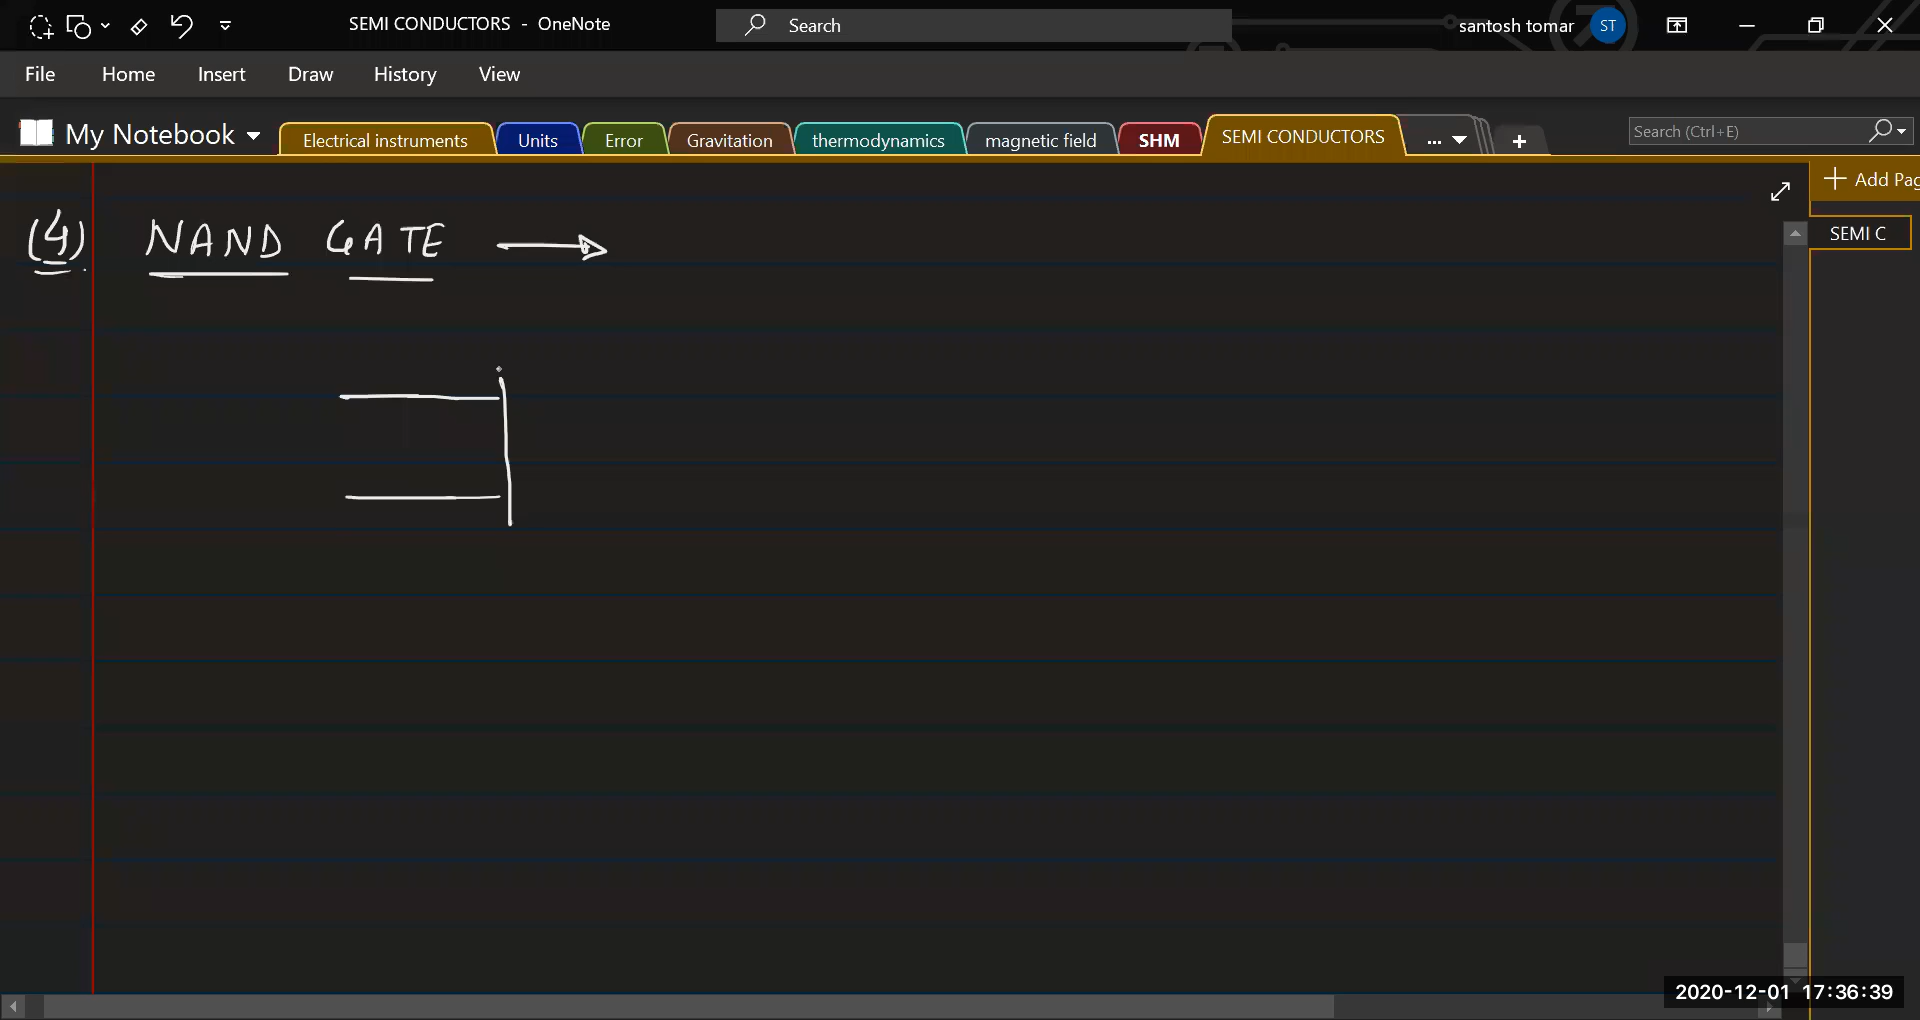 SEMI CONDUCTORS - OneNote
Search
santosh tomar ST
File Home Insert Draw History View
My Notebook
Electrical instruments Units Error Gravitation thermodynamics magnetic field SHM SEMI CONDUCTORS ... +
Search (Ctrl+E)
Add Pag
SEMI C
(4) NAND GATE →
2020-12-01 17:36:39